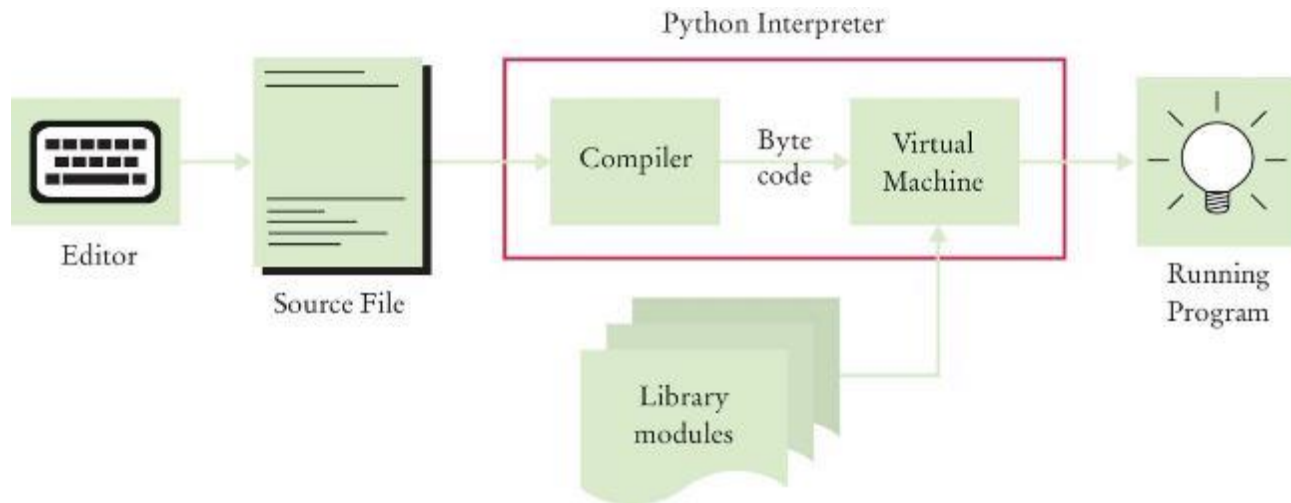 Python Interpreter
Editor
Source File
Compiler
Byte
code
Virtual
Machine
Running
Program
Library
modules